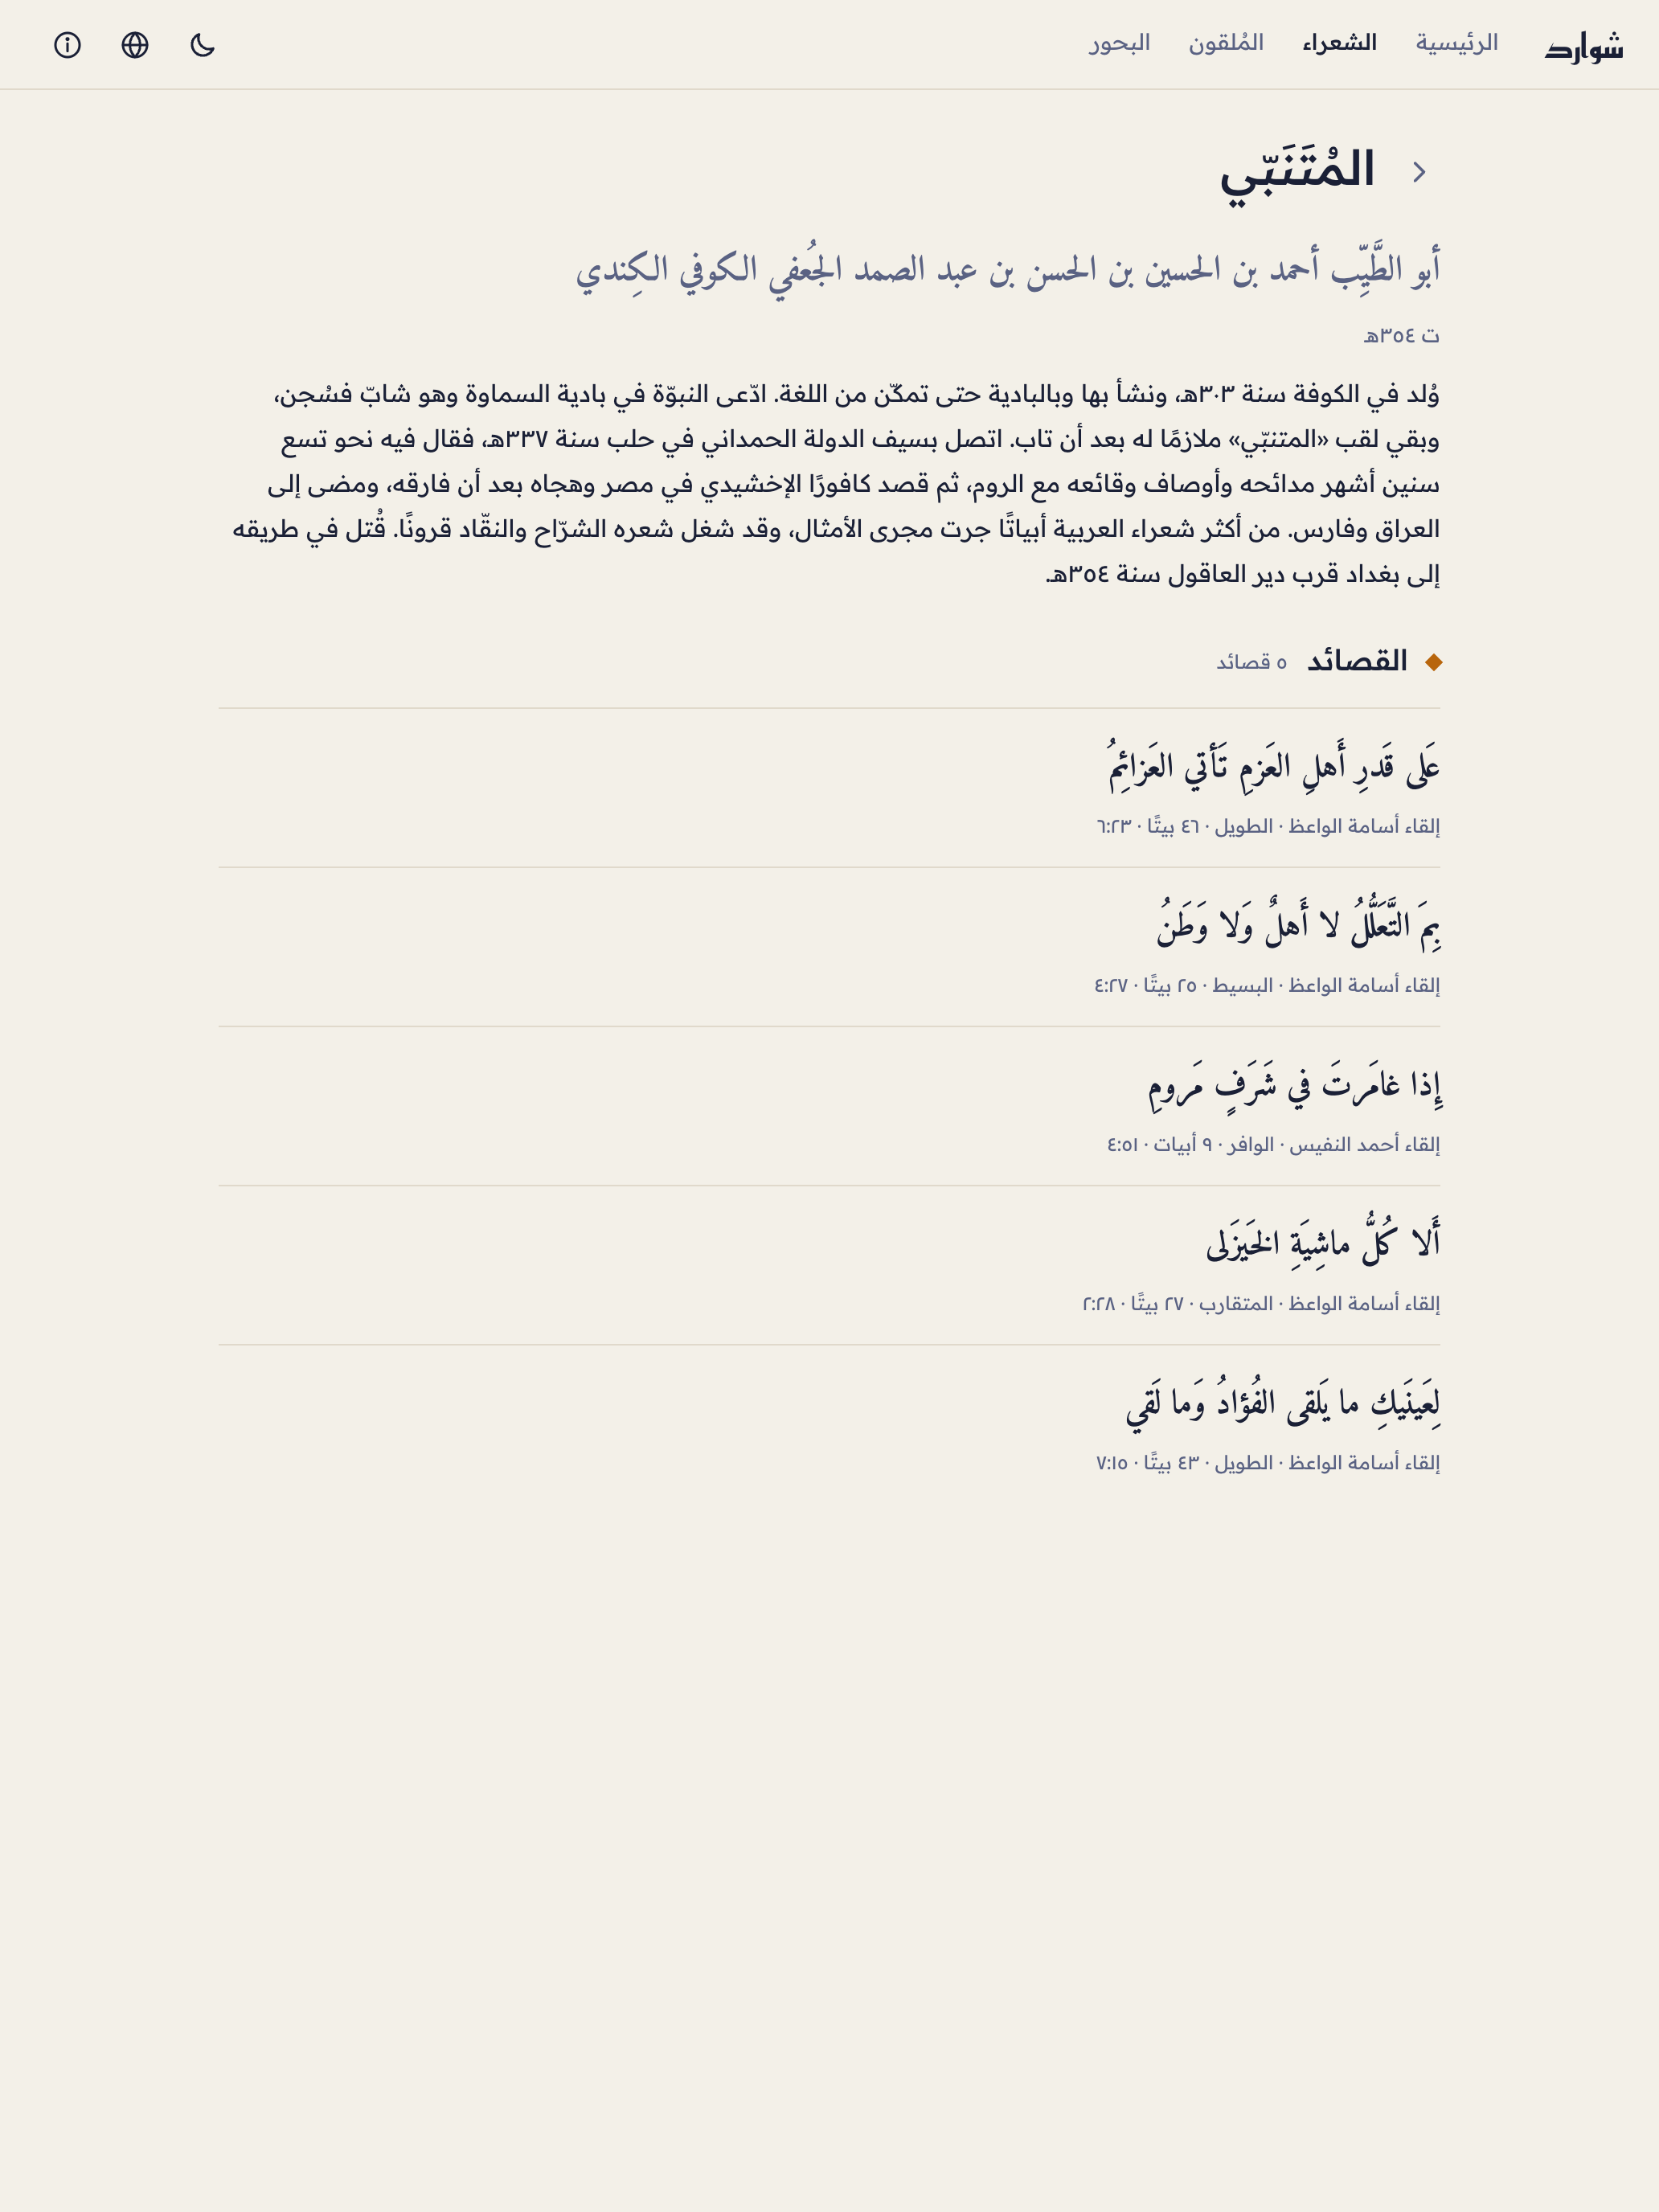 شوارد
الرئيسية
الشعراء
المُلقون
البحور
المُتَنَبّي
أبو الطَّيِّب أحمد بن الحسين بن الحسن بن عبد الصمد الجُعفي الكوفي الكِندي
ت ٣٥٤هـ
وُلد في الكوفة سنة ٣٠٣هـ، ونشأ بها وبالبادية حتى تمكّن من اللغة. ادّعى النبوّة في بادية السماوة وهو شابّ فسُجن،
وبقي لقب «المتنبّي» ملازمًا له بعد أن تاب. اتصل بسيف الدولة الحمداني في حلب سنة ٣٣٧هـ، فقال فيه نحو تسع
سنين أشهر مدائحه وأوصاف وقائعه مع الروم، ثم قصد كافورًا الإخشيدي في مصر وهجاه بعد أن فارقه، ومضى إلى
العراق وفارس. من أكثر شعراء العربية أبياتًا جرت مجرى الأمثال، وقد شغل شعره الشرّاح والنقّاد قرونًا. قُتل في طريقه
إلى بغداد قرب دير العاقول سنة ٣٥٤هـ.
القصائد ٥ قصائد
عَلى قَدرِ أَهلِ العَزمِ تَأتي العَزائِمُ
إلقاء أسامة الواعظ · الطويل · ٤٦ بيتًا · ٦:٢٣
بِمَ التَّعَلُّلُ لا أَهلٌ وَلا وَطَنُ
إلقاء أسامة الواعظ · البسيط · ٢٥ بيتًا · ٤:٢٧
إِذا غامَرتَ في شَرَفٍ مَرومِ
إلقاء أحمد النفيس · الوافر · ٩ أبيات · ٤:٥١
أَلا كُلُّ ماشِيَةِ الخَيزَلى
إلقاء أسامة الواعظ · المتقارب · ٢٧ بيتًا · ٢:٢٨
لِعَينَيكِ ما يَلقى الفُؤادُ وَما لَقي
إلقاء أسامة الواعظ · الطويل · ٤٣ بيتًا · ٧:١٥